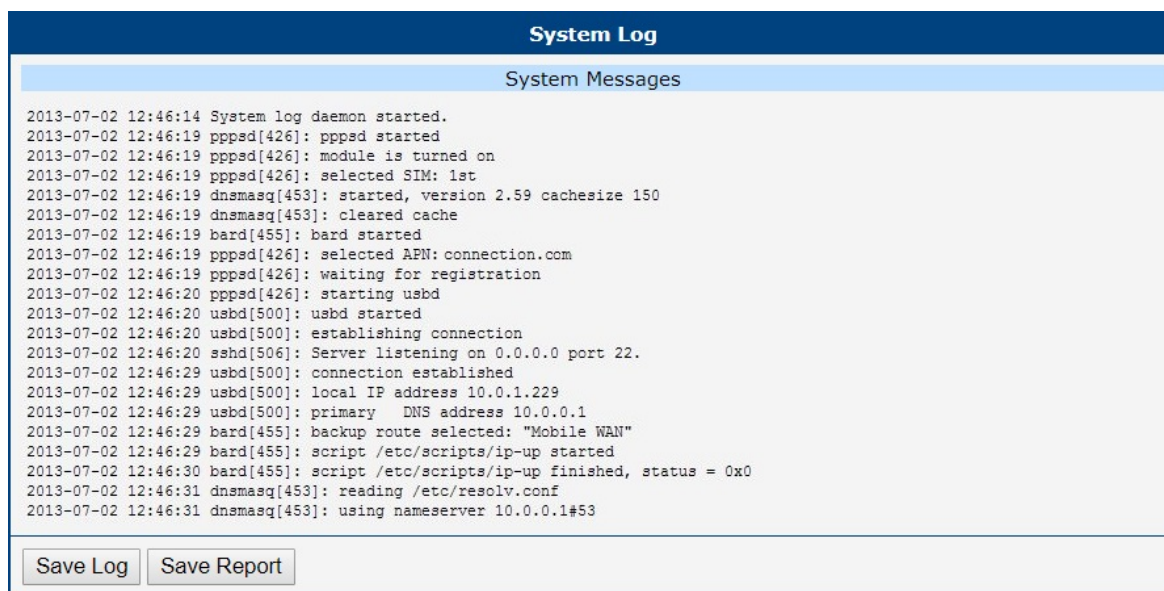 System Log
System Messages
2013-07-02 12:46:14 System log daemon started.
2013-07-02 12:46:19 pppsd[426]: pppsd started
2013-07-02 12:46:19 pppsd[426]: module is turned on
2013-07-02 12:46:19 pppsd[426]: selected SIM: 1st
2013-07-02 12:46:19 dnsmasq[453]: started, version 2.59 cachesize 150
2013-07-02 12:46:19 dnsmasq[453]: cleared cache
2013-07-02 12:46:19 bard[455]: bard started
2013-07-02 12:46:19 pppsd[426]: selected APN: connection.com
2013-07-02 12:46:19 pppsd[426]: waiting for registration
2013-07-02 12:46:20 pppsd[426]: starting usbd
2013-07-02 12:46:20 usbd[500]: usbd started
2013-07-02 12:46:20 usbd[500]: establishing connection
2013-07-02 12:46:20 sshd[506]: Server listening on 0.0.0.0 port 22.
2013-07-02 12:46:29 usbd[500]: connection established
2013-07-02 12:46:29 usbd[500]: local IP address 10.0.1.229
2013-07-02 12:46:29 usbd[500]: primary   DNS address 10.0.0.1
2013-07-02 12:46:29 bard[455]: backup route selected: "Mobile WAN"
2013-07-02 12:46:29 bard[455]: script /etc/scripts/ip-up started
2013-07-02 12:46:30 bard[455]: script /etc/scripts/ip-up finished, status = 0x0
2013-07-02 12:46:31 dnsmasq[453]: reading /etc/resolv.conf
2013-07-02 12:46:31 dnsmasq[453]: using nameserver 10.0.0.1#53
Save Log Save Report